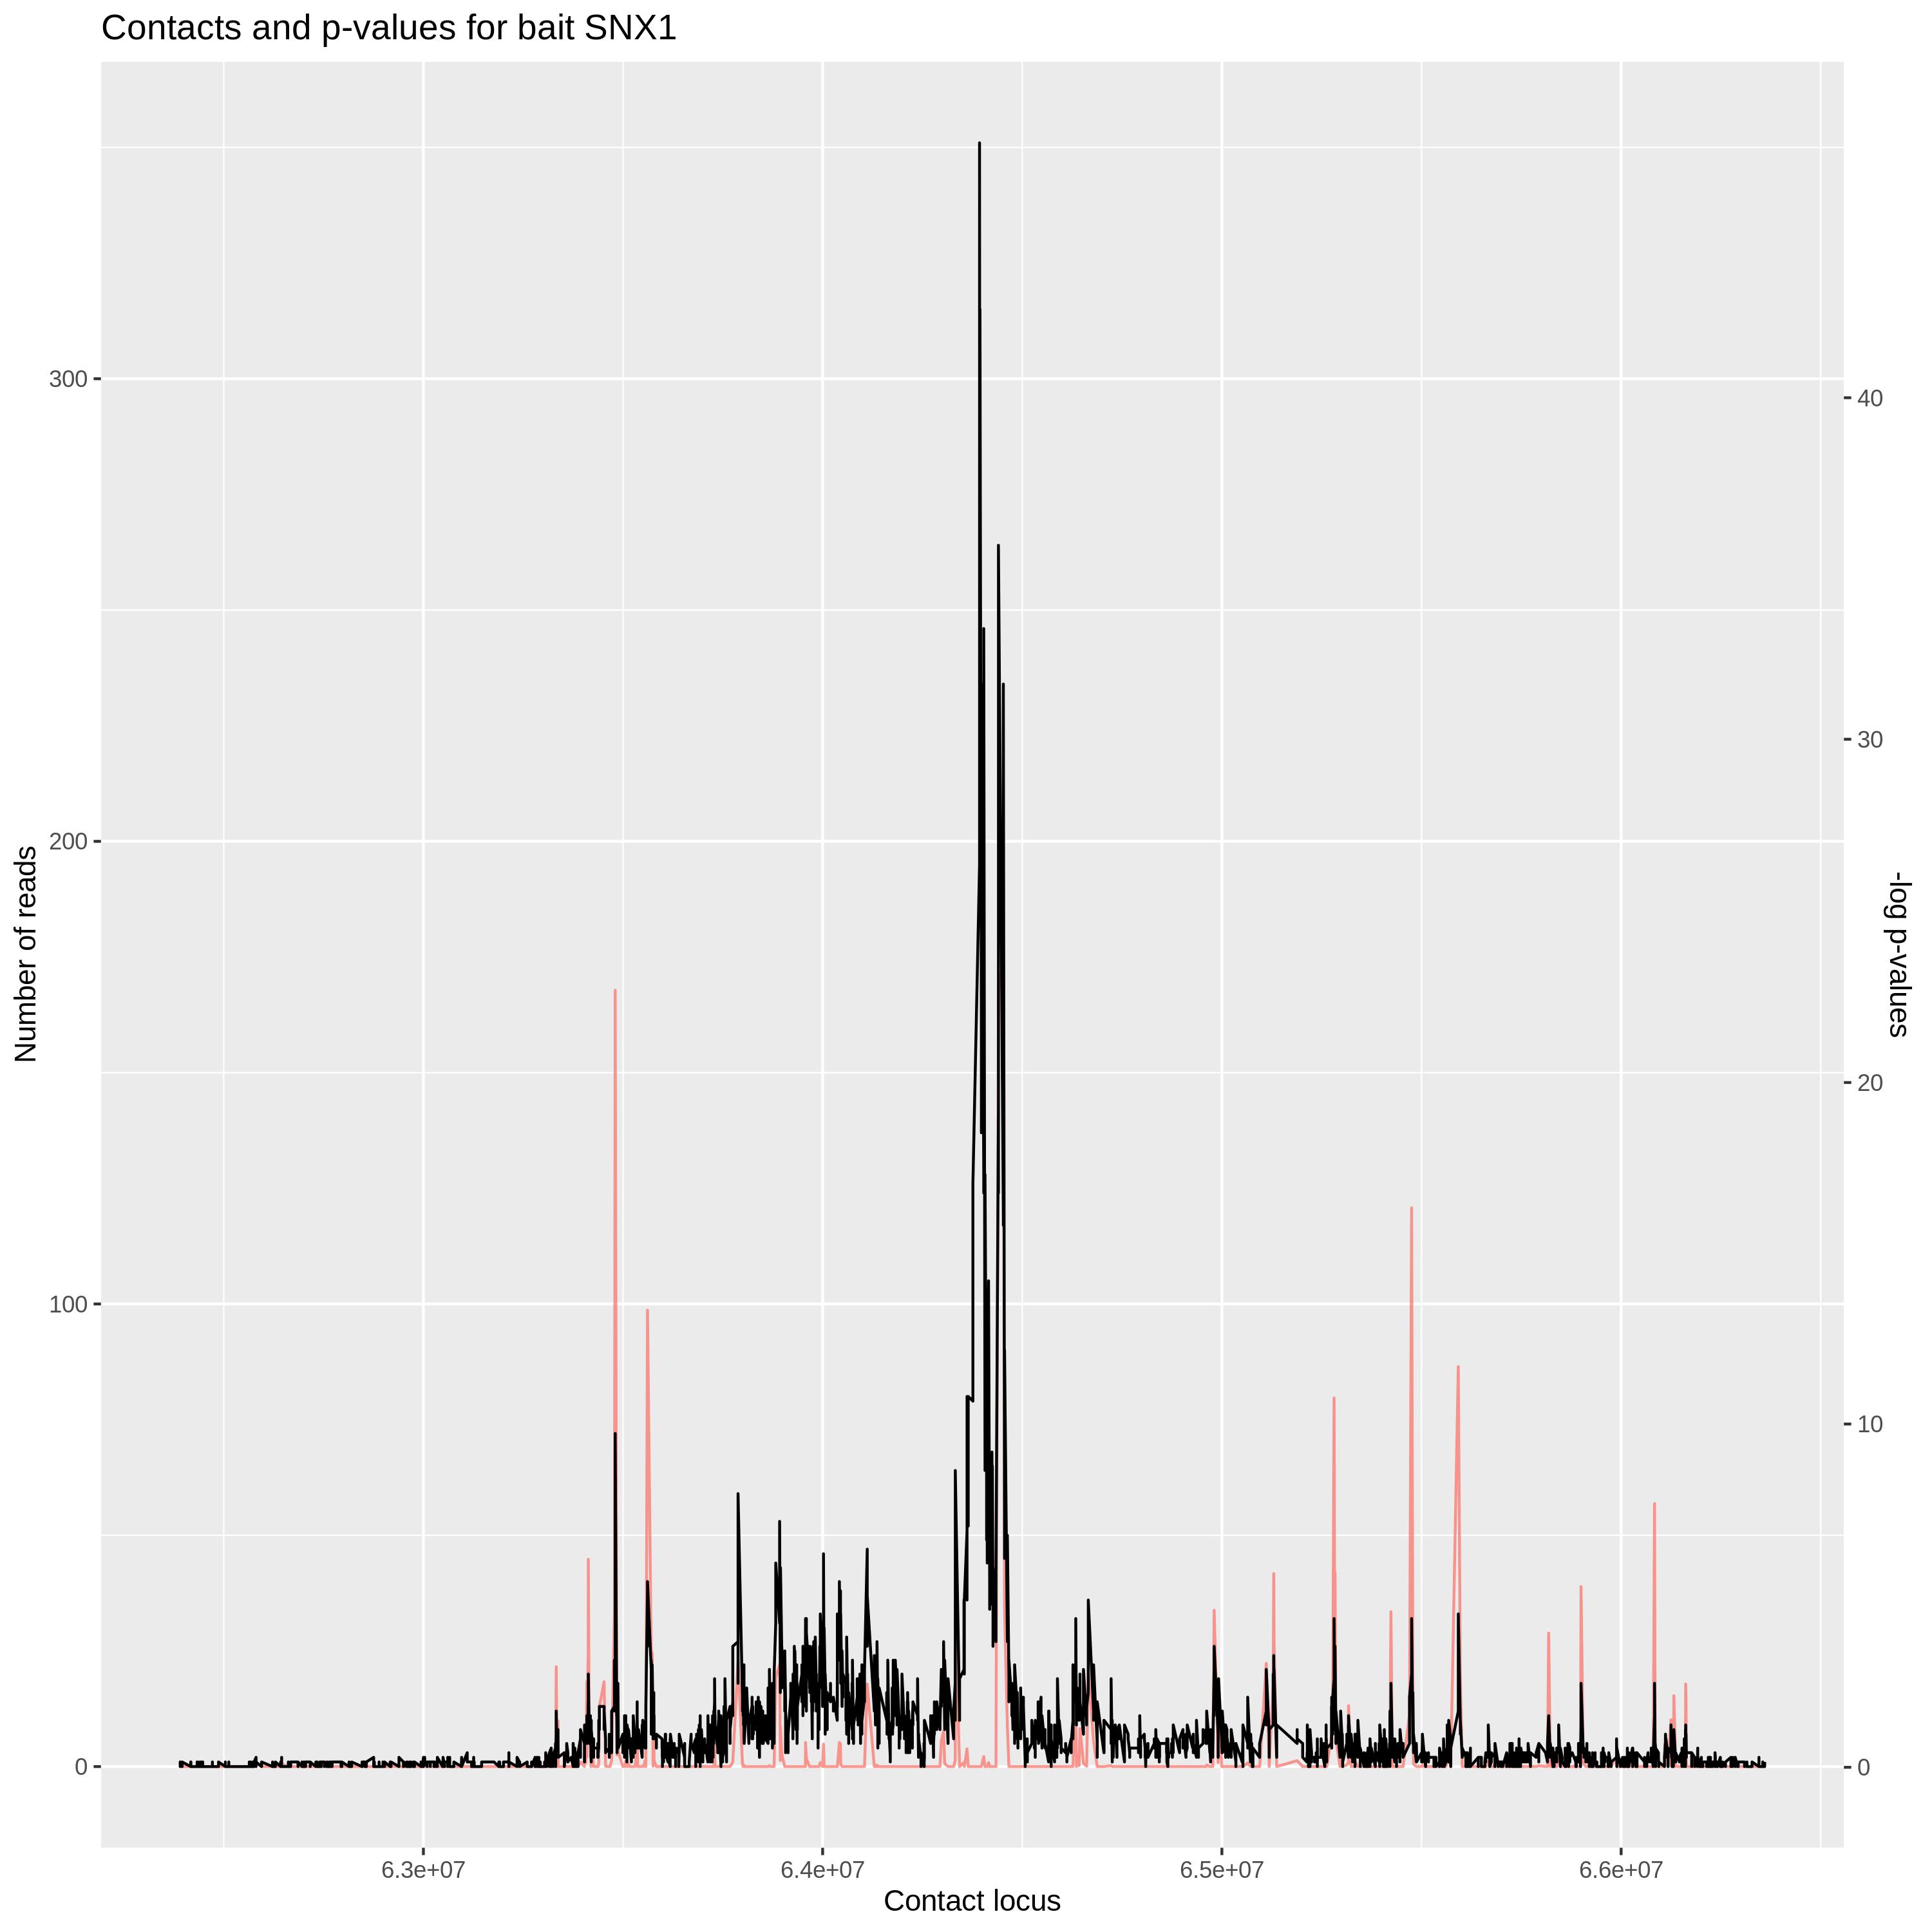 Contacts and p-values for bait SNX1
Number of reads
300
200
100
0
40
30
20
10
0
-log p-values
6.3e+07
6.4e+07
6.5e+07
6.6e+07
Contact locus